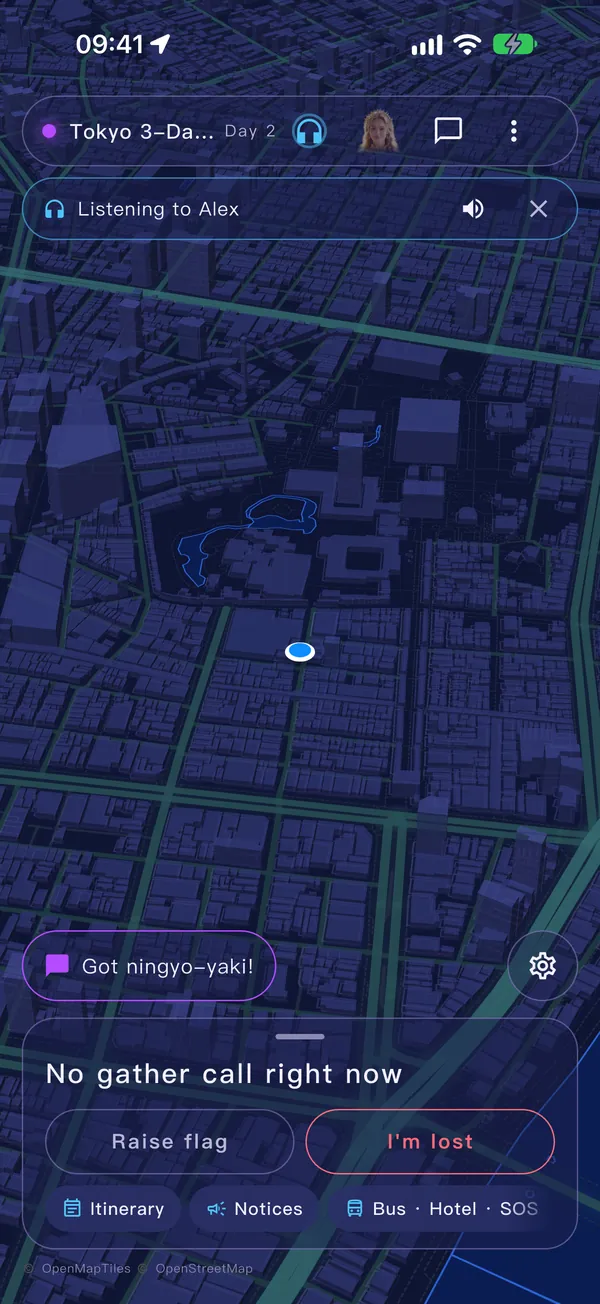 09:41
Tokyo 3-Da... Day 2
Listening to Alex
Got ningyo-yaki!
No gather call right now
Raise flag
I'm lost
Itinerary
Notices
Bus · Hotel · SOS
© OpenMapTiles © OpenStreetMap